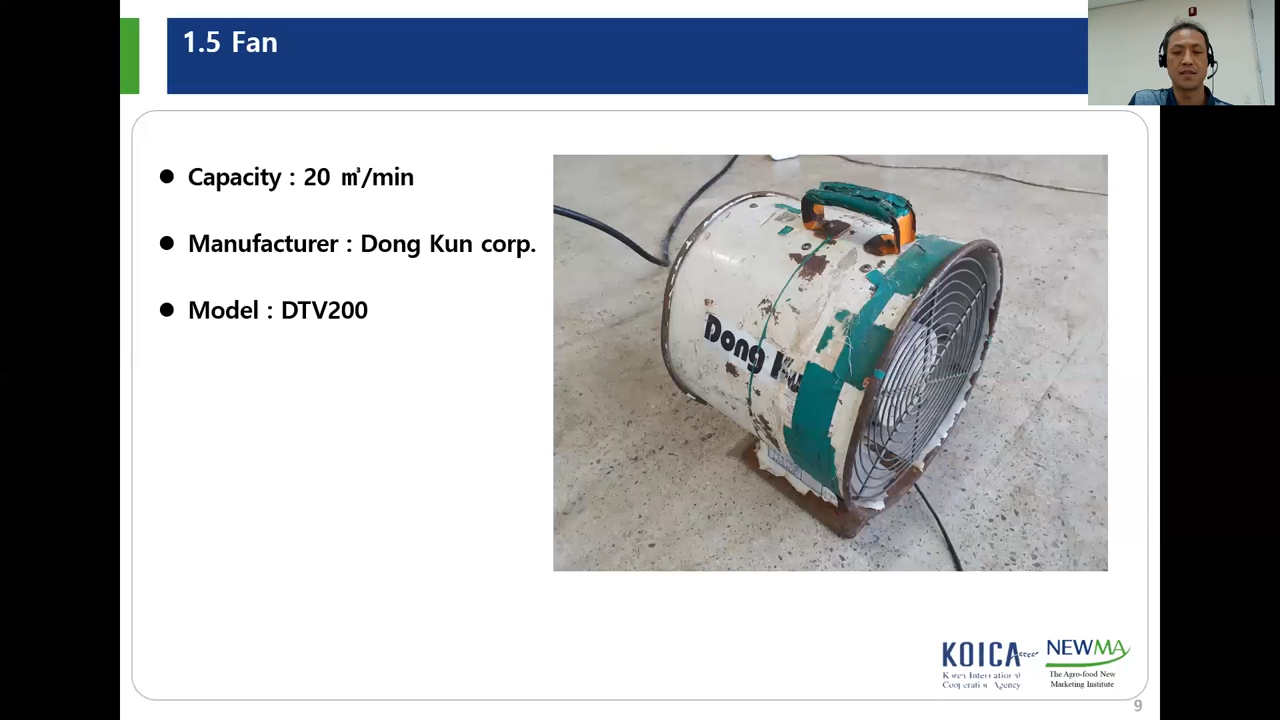 1.5 Fan
● Capacity : 20 ㎥/min
● Manufacturer : Dong Kun corp.
● Model : DTV200
Dong Ku
KOICA
Korea International
Cooperation Agency
NEWMA
The Agro-food New
Marketing Institute
9